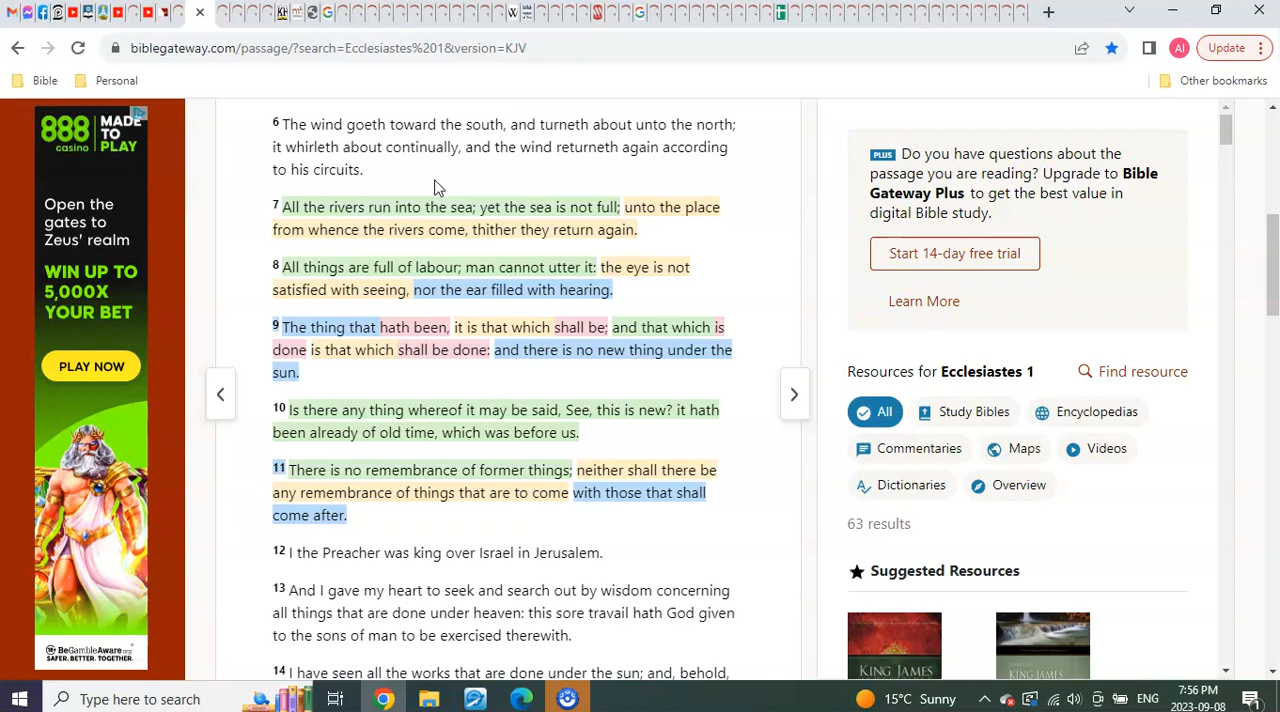 biblegateway.com/passage/?search=Ecclesiastes%201&version=KJV
AI
Update
Bible
Personal
Other bookmarks
888 casino
MADE TO PLAY
Open the
gates to
Zeus' realm
WIN UP TO
5,000X
YOUR BET
PLAY NOW
18+ BeGambleAware.org
SAFER. BETTER. TOGETHER.
6 The wind goeth toward the south, and turneth about unto the north;
it whirleth about continually, and the wind returneth again according
to his circuits.
7 All the rivers run into the sea; yet the sea is not full; unto the place
from whence the rivers come, thither they return again.
8 All things are full of labour; man cannot utter it: the eye is not
satisfied with seeing, nor the ear filled with hearing.
9 The thing that hath been, it is that which shall be; and that which is
done is that which shall be done: and there is no new thing under the
sun.
10 Is there any thing whereof it may be said, See, this is new? it hath
been already of old time, which was before us.
11 There is no remembrance of former things; neither shall there be
any remembrance of things that are to come with those that shall
come after.
12 I the Preacher was king over Israel in Jerusalem.
13 And I gave my heart to seek and search out by wisdom concerning
all things that are done under heaven: this sore travail hath God given
to the sons of man to be exercised therewith.
14 I have seen all the works that are done under the sun; and, behold,
PLUS Do you have questions about the
passage you are reading? Upgrade to Bible
Gateway Plus to get the best value in
digital Bible study.
Start 14-day free trial
Learn More
Resources for Ecclesiastes 1
Find resource
All
Study Bibles
Encyclopedias
Commentaries
Maps
Videos
Dictionaries
Overview
63 results
Suggested Resources
KING JAMES
KING JAMES
Type here to search
15°C Sunny
ENG
7:56 PM
2023-09-08
1